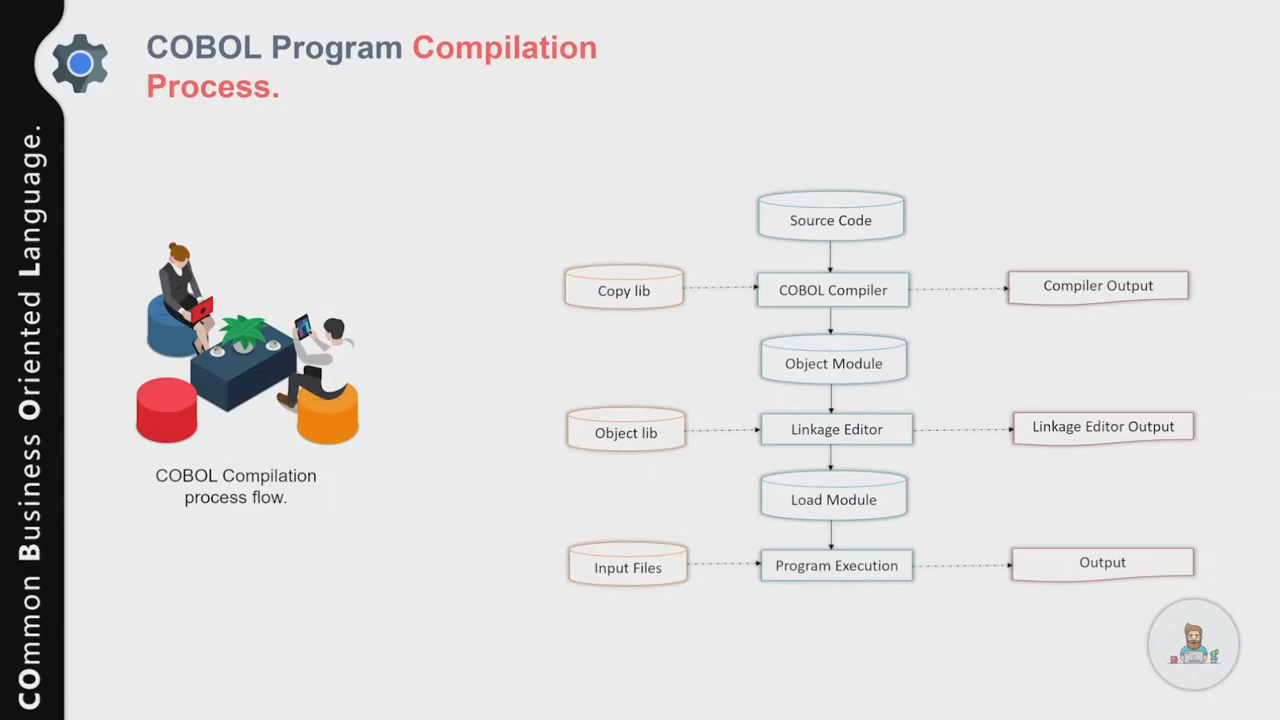 COmmon Business Oriented Language.
COBOL Program Compilation
Process.
COBOL Compilation
process flow.
Source Code
Copy lib
COBOL Compiler
Compiler Output
Object Module
Object lib
Linkage Editor
Linkage Editor Output
Load Module
Input Files
Program Execution
Output